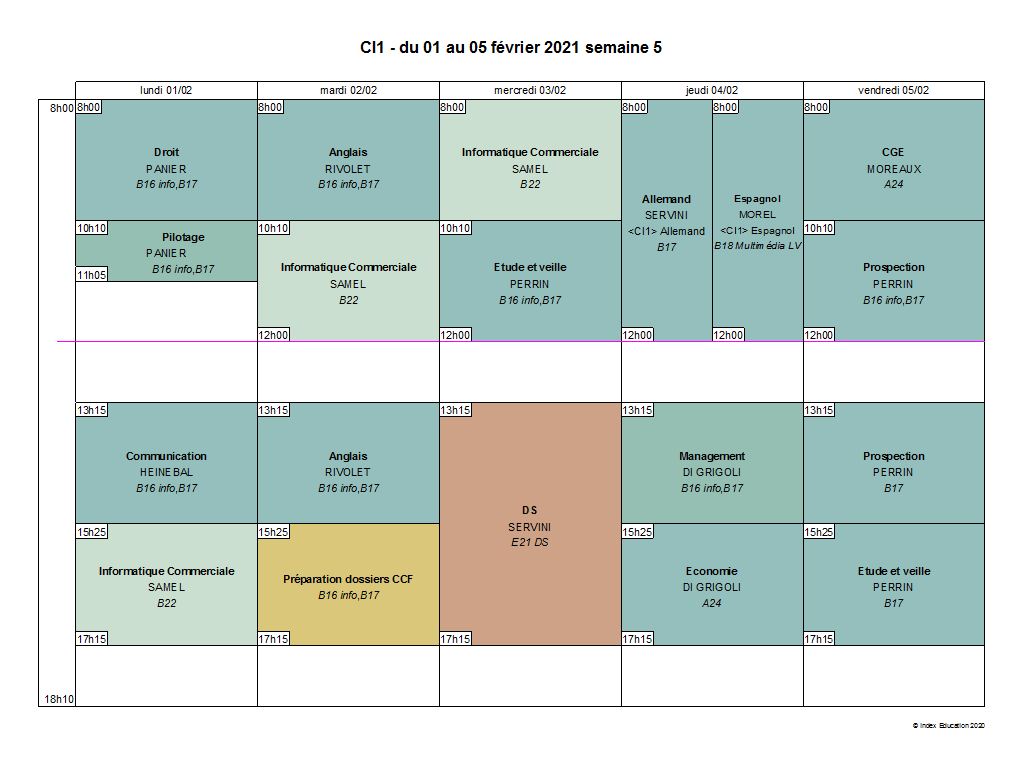 CI1 - du 01 au 05 février 2021 semaine 5
lundi 01/02
mardi 02/02
mercredi 03/02
jeudi 04/02
vendredi 05/02
8h00
8h00
Droit
PANIER
B16 info,B17
10h10
Pilotage
PANIER
B16 info,B17
11h05
13h15
Communication
HEINEBAL
B16 info,B17
15h25
Informatique Commerciale
SAMEL
B22
17h15
8h00
Anglais
RIVOLET
B16 info,B17
10h10
Informatique Commerciale
SAMEL
B22
12h00
13h15
Anglais
RIVOLET
B16 info,B17
15h25
Préparation dossiers CCF
B16 info,B17
17h15
8h00
Informatique Commerciale
SAMEL
B22
10h10
Etude et veille
PERRIN
B16 info,B17
12h00
13h15
DS
SERVINI
E21 DS
17h15
8h00
Allemand
SERVINI
<CI1> Allemand
B17
12h00
8h00
Espagnol
MOREL
<CI1> Espagnol
B18 Multimédia LV
12h00
13h15
Management
DI GRIGOLI
B16 info,B17
15h25
Economie
DI GRIGOLI
A24
17h15
8h00
CGE
MOREAUX
A24
10h10
Prospection
PERRIN
B16 info,B17
12h00
13h15
Prospection
PERRIN
B17
15h25
Etude et veille
PERRIN
B17
17h15
18h10
© Index Education 2020